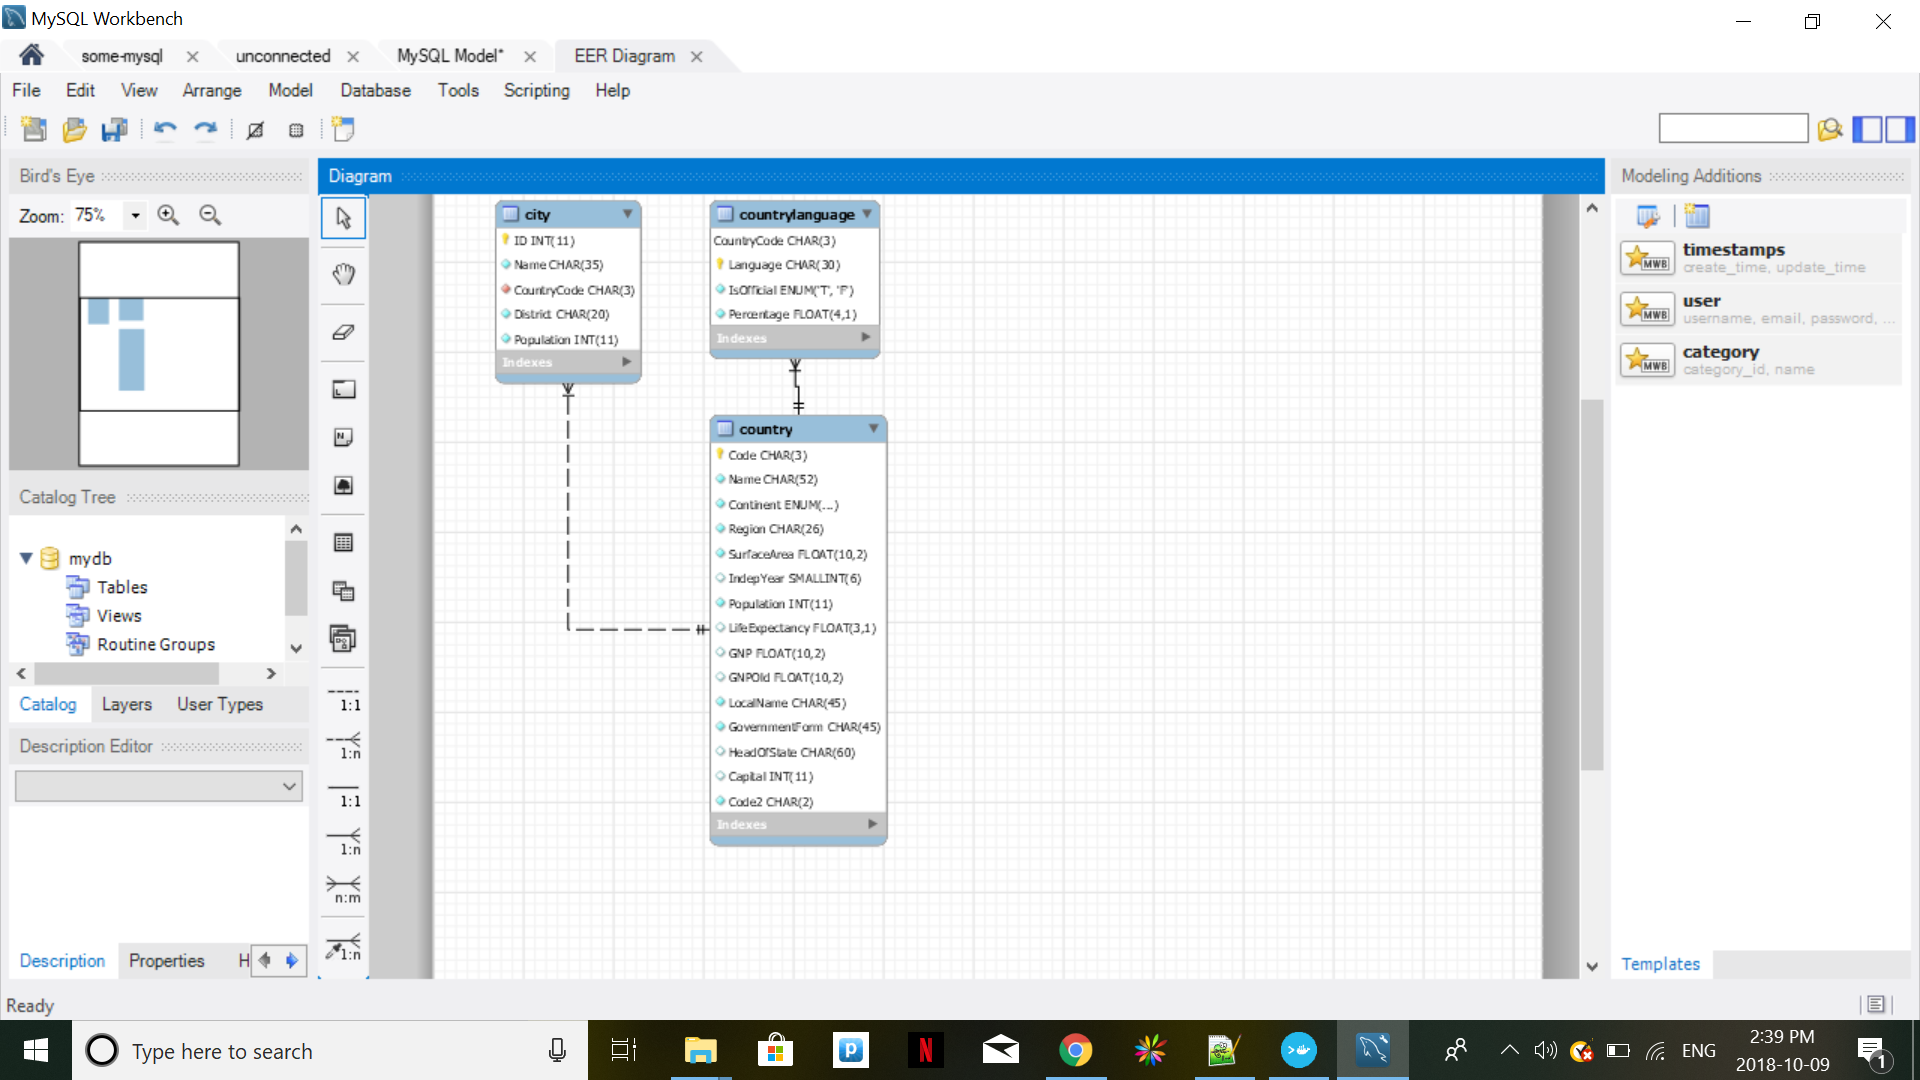 MySQL Workbench
some-mysql
unconnected
MySQL Model*
EER Diagram
File Edit View Arrange Model Database Tools Scripting Help
Bird's Eye
Zoom: 75%
Catalog Tree
mydb
Tables
Views
Routine Groups
Catalog Layers User Types
Description Editor
Description Properties H
Diagram
1:1
1:n
1:1
1:n
n:m
1:n
city
ID INT(11)
Name CHAR(35)
CountryCode CHAR(3)
District CHAR(20)
Population INT(11)
Indexes
countrylanguage
CountryCode CHAR(3)
Language CHAR(30)
IsOfficial ENUM('T', 'F')
Percentage FLOAT(4,1)
Indexes
country
Code CHAR(3)
Name CHAR(52)
Continent ENUM(...)
Region CHAR(26)
SurfaceArea FLOAT(10,2)
IndepYear SMALLINT(6)
Population INT(11)
LifeExpectancy FLOAT(3,1)
GNP FLOAT(10,2)
GNPOld FLOAT(10,2)
LocalName CHAR(45)
GovernmentForm CHAR(45)
HeadOfState CHAR(60)
Capital INT(11)
Code2 CHAR(2)
Indexes
Modeling Additions
MWB
timestamps
create_time, update_time
MWB
user
username, email, password, ...
MWB
category
category_id, name
Templates
Ready
Type here to search
P
N
ENG
2:39 PM
2018-10-09
1